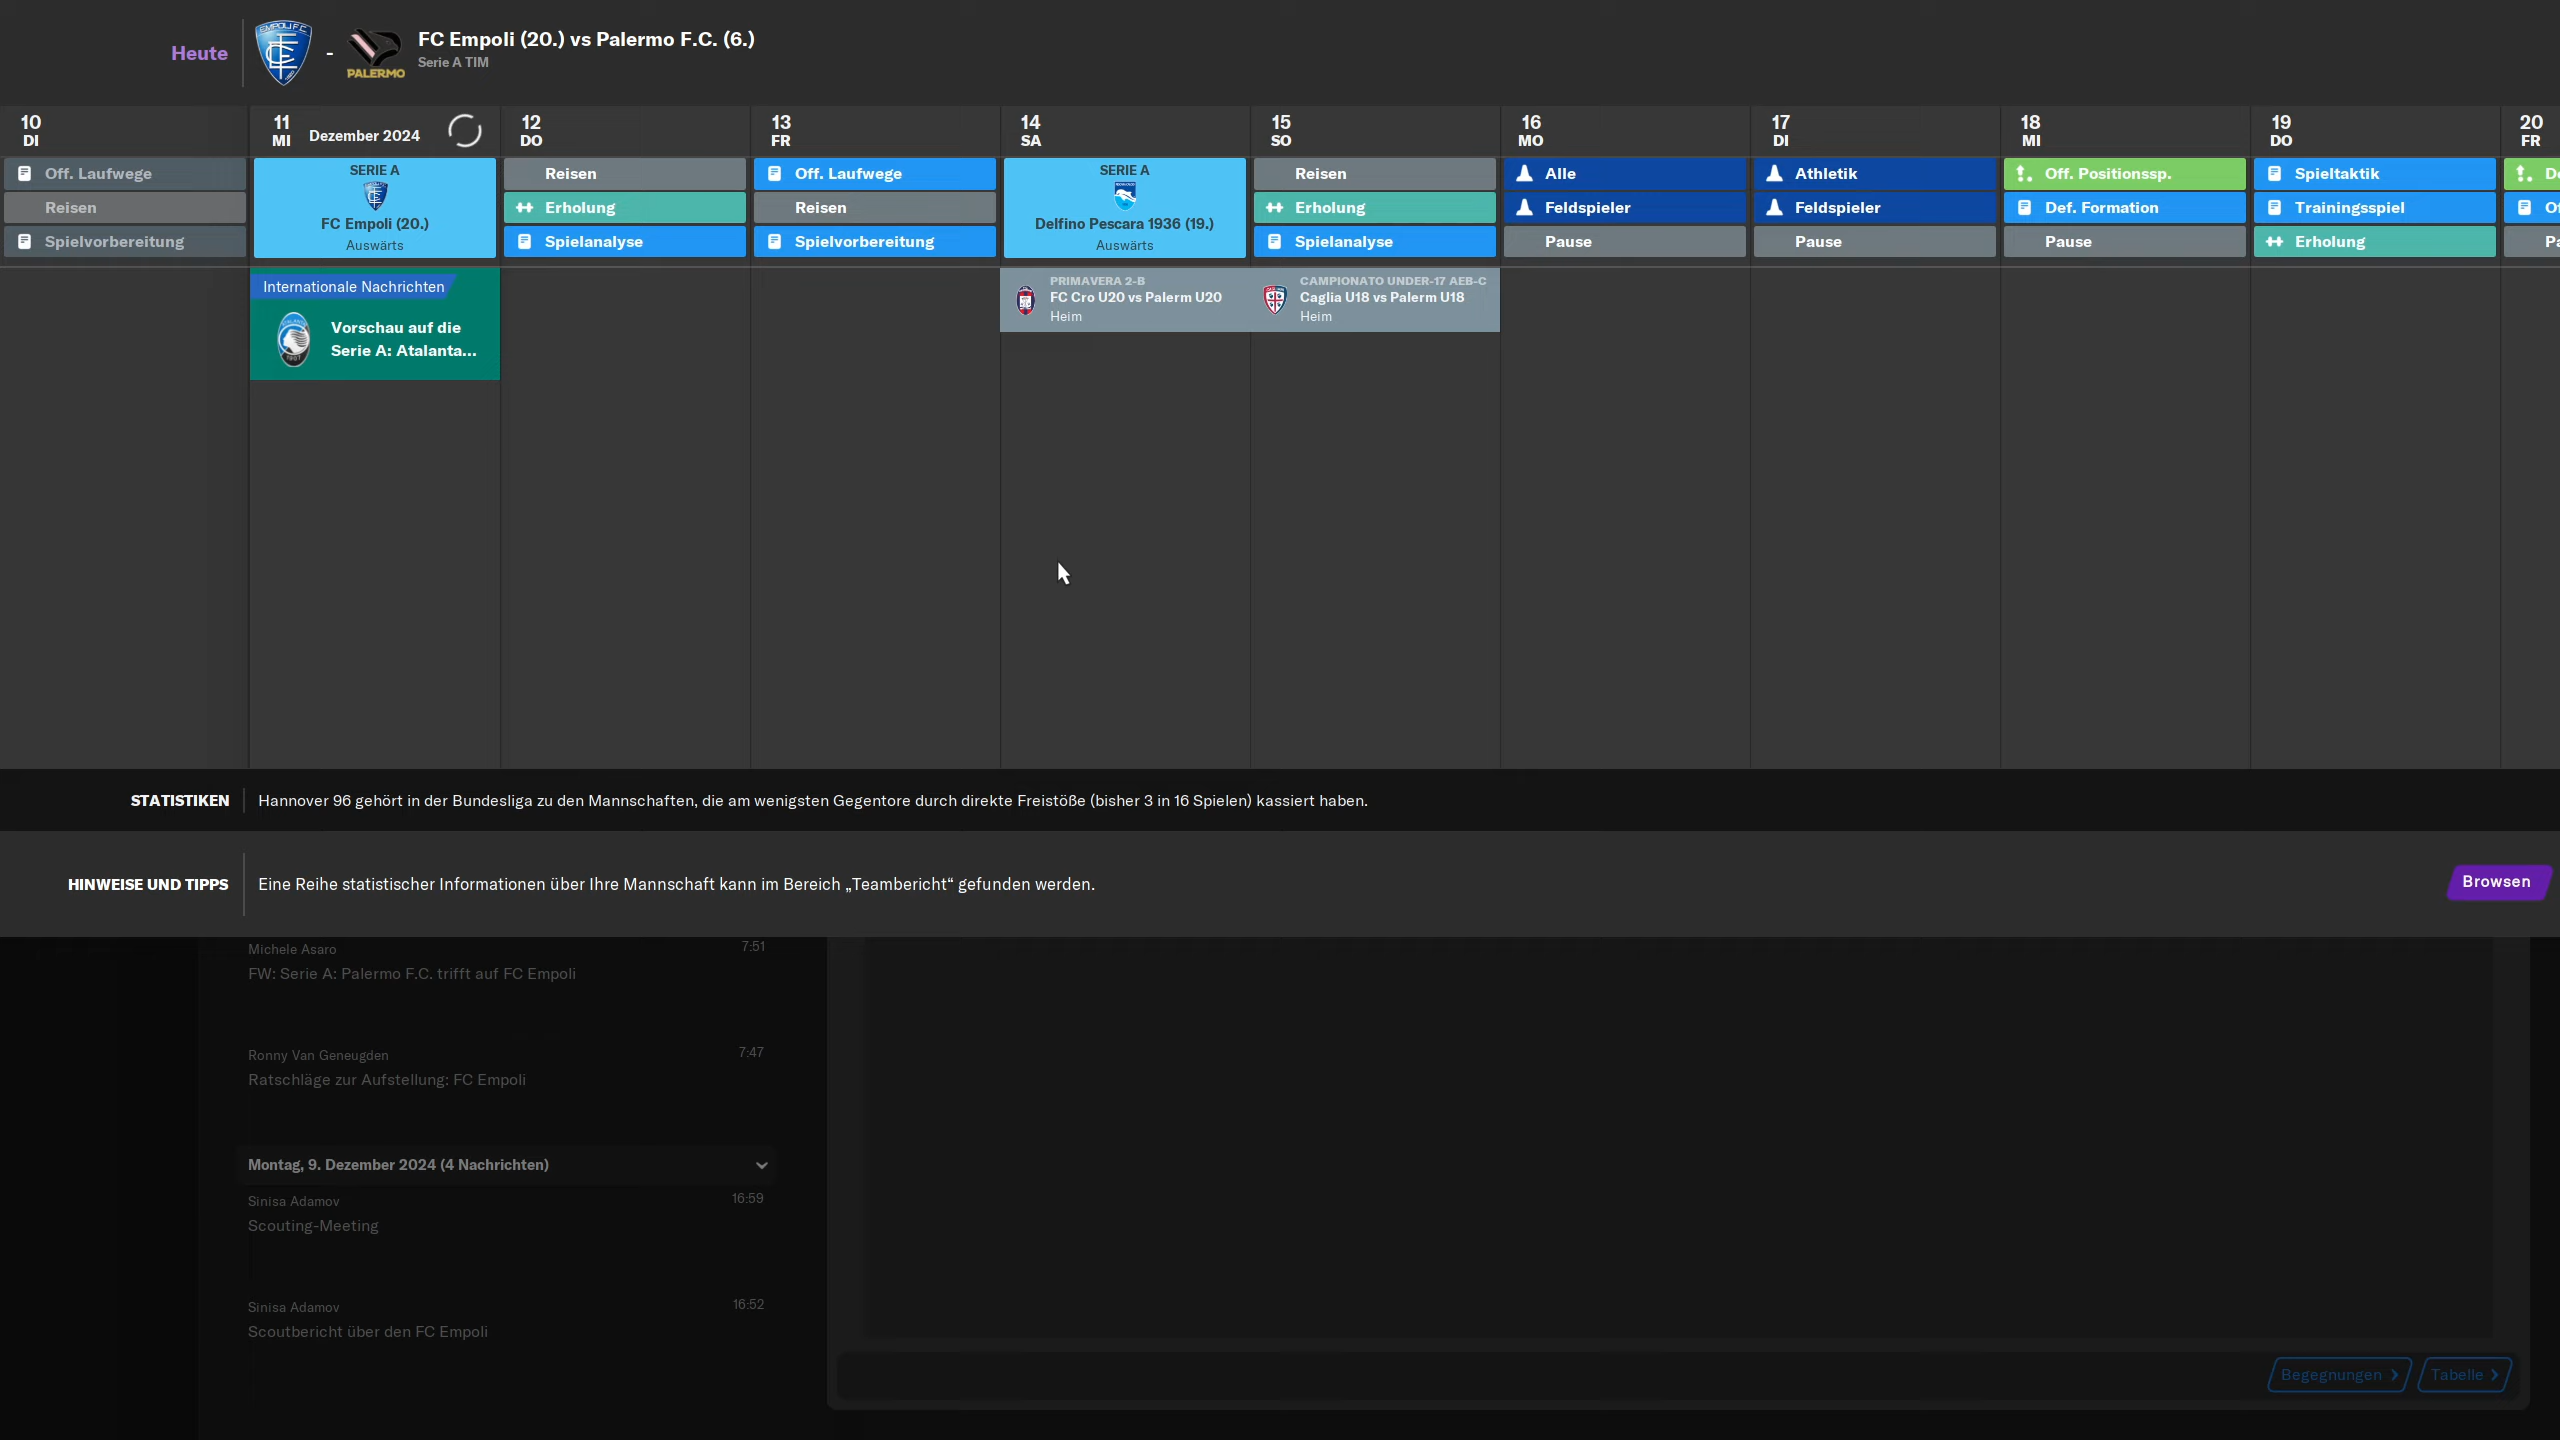 Heute
-
FC Empoli (20.) vs Palermo F.C. (6.)
Serie A TIM
EMPOLI F.C.
PALERMO
10
DI
11
MI
Dezember 2024
12
DO
13
FR
14
SA
15
SO
16
MO
17
DI
18
MI
19
DO
20
FR
Off. Laufwege
Reisen
Spielvorbereitung
SERIE A
FC Empoli (20.)
Auswärts
Reisen
Erholung
Spielanalyse
Off. Laufwege
Reisen
Spielvorbereitung
SERIE A
Delfino Pescara 1936 (19.)
Auswärts
Reisen
Erholung
Spielanalyse
Alle
Feldspieler
Pause
Athletik
Feldspieler
Pause
Off. Positionssp.
Def. Formation
Pause
Spieltaktik
Trainingsspiel
Erholung
Internationale Nachrichten
Vorschau auf die
Serie A: Atalanta...
PRIMAVERA 2-B
FC Cro U20 vs Palerm U20
Heim
CAMPIONATO UNDER-17 AEB-C
Caglia U18 vs Palerm U18
Heim
STATISTIKEN
Hannover 96 gehört in der Bundesliga zu den Mannschaften, die am wenigsten Gegentore durch direkte Freistöße (bisher 3 in 16 Spielen) kassiert haben.
HINWEISE UND TIPPS
Eine Reihe statistischer Informationen über Ihre Mannschaft kann im Bereich „Teambericht“ gefunden werden.
Browsen
Michele Asaro
7:51
FW: Serie A: Palermo F.C. trifft auf FC Empoli
Ronny Van Geneugden
7:47
Ratschläge zur Aufstellung: FC Empoli
Montag, 9. Dezember 2024 (4 Nachrichten)
Sinisa Adamov
16:59
Scouting-Meeting
Sinisa Adamov
16:52
Scoutbericht über den FC Empoli
Begegnungen
Tabelle